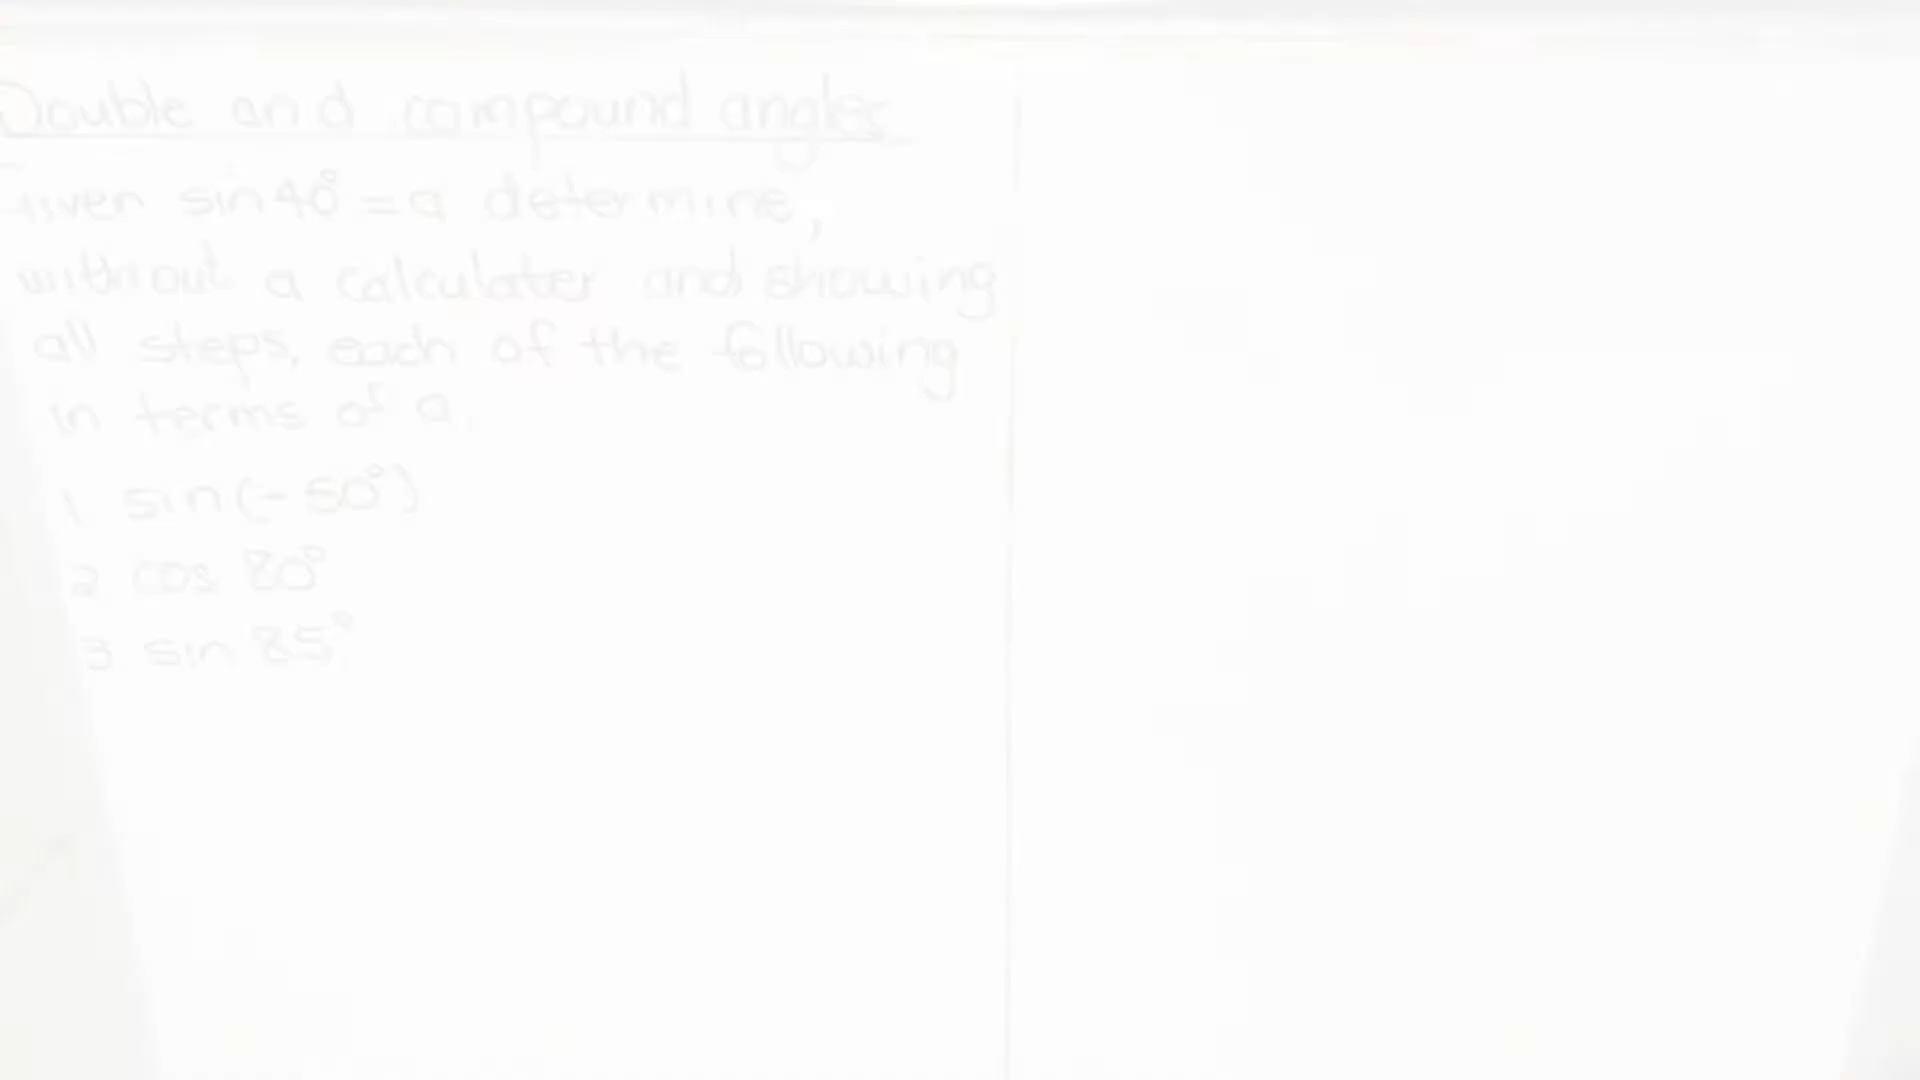 Double and compound angles
Given sin 40° = a determine,
without a calculater and showing
all steps, each of the following
in terms of a.
1. sin(-50°)
2. cos 80°
3. sin 85°